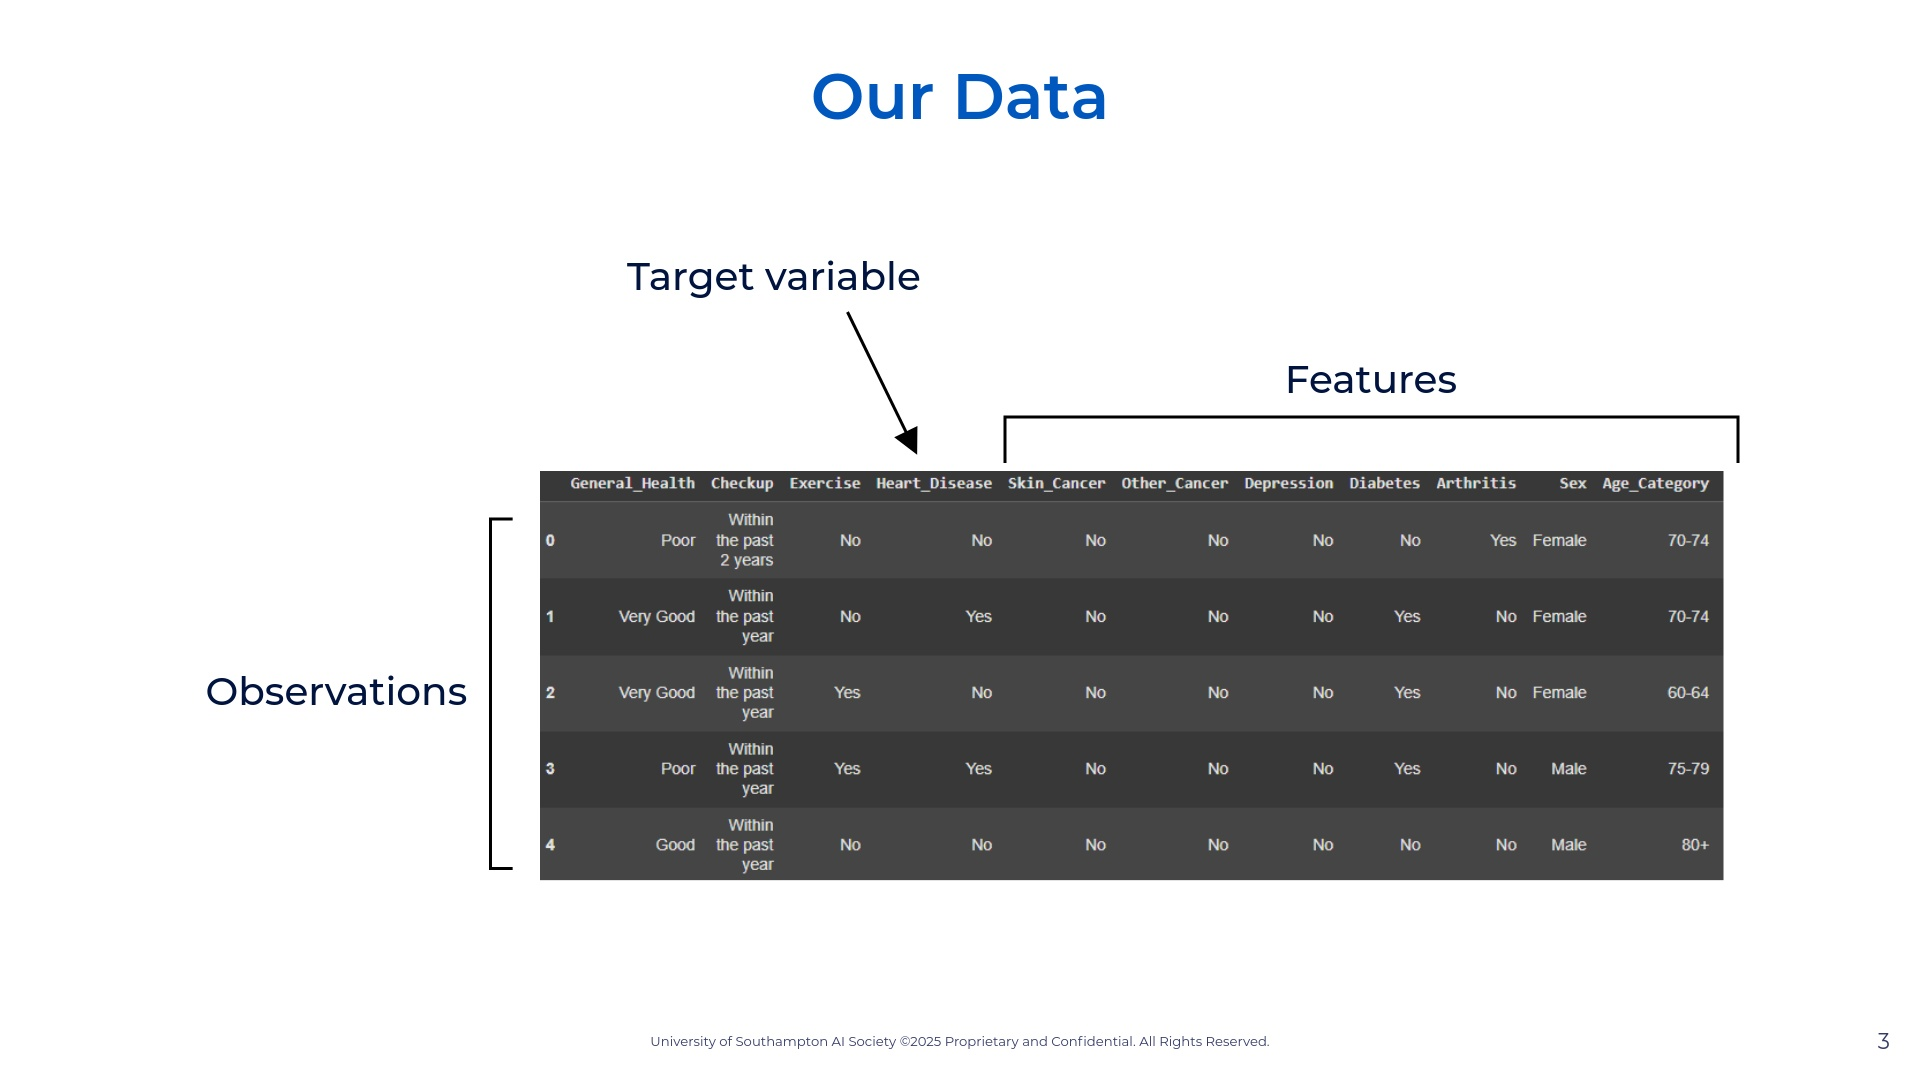 Our Data
Target variable
Features
General_Health Checkup Exercise Heart_Disease Skin_Cancer Other_Cancer Depression Diabetes Arthritis Sex Age_Category
Within
0 Poor the past No No No No No No Yes Female 70-74
2 years
Within
1 Very Good the past No Yes No No No Yes No Female 70-74
year
Observations
Within
2 Very Good the past Yes No No No No Yes No Female 60-64
year
Within
3 Poor the past Yes Yes No No No Yes No Male 75-79
year
Within
4 Good the past No No No No No No No Male 80+
year
University of Southampton AI Society ©2025 Proprietary and Confidential. All Rights Reserved.
3